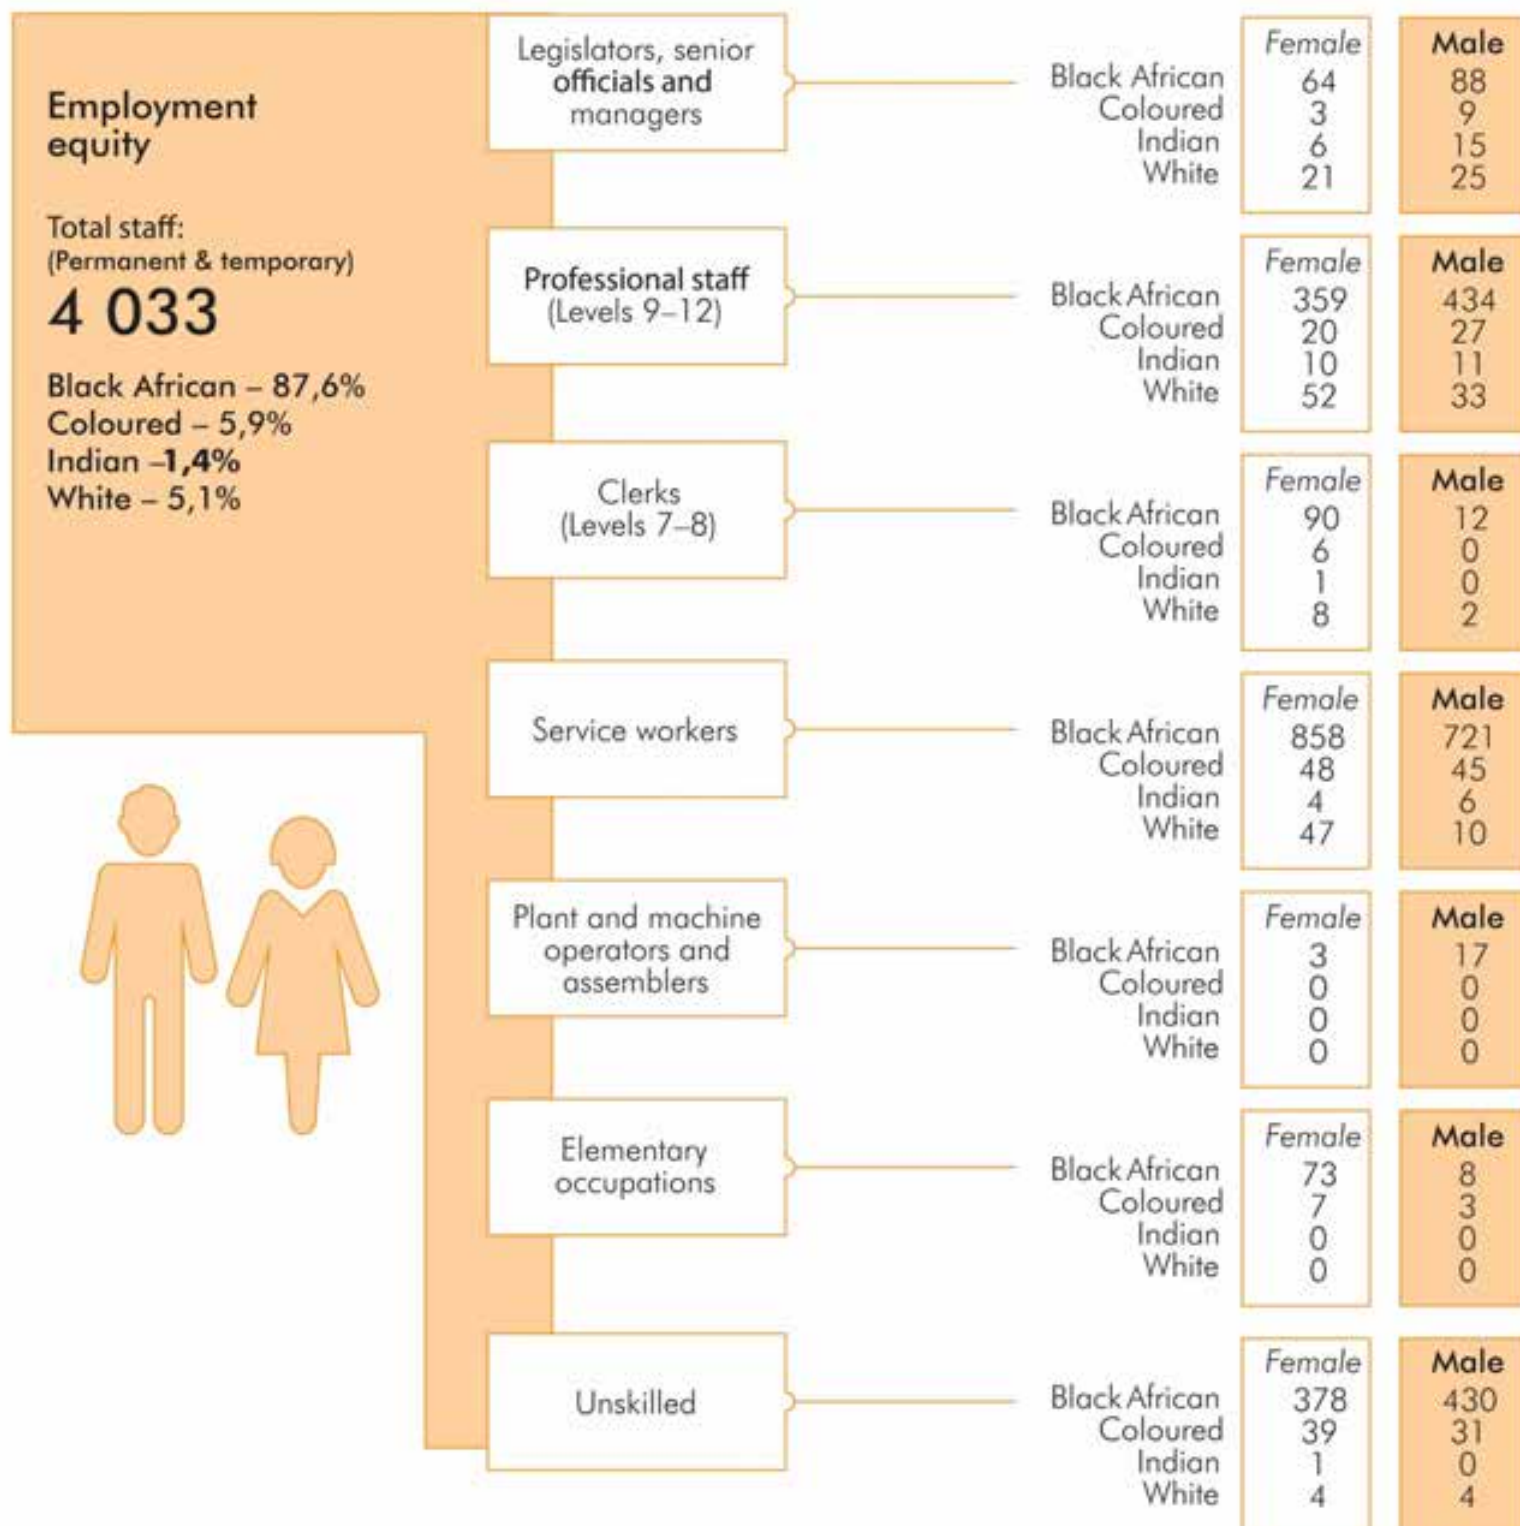 Employment
equity
Total staff:
(Permanent & temporary)
4 033
Black African – 87,6%
Coloured – 5,9%
Indian –1,4%
White – 5,1%
Legislators, senior
officials and
managers
Female Male
Black African 64 88
Coloured 3 9
Indian 6 15
White 21 25
Professional staff
(Levels 9–12)
Female Male
Black African 359 434
Coloured 20 27
Indian 10 11
White 52 33
Clerks
(Levels 7–8)
Female Male
Black African 90 12
Coloured 6 0
Indian 1 0
White 8 2
Service workers
Female Male
Black African 858 721
Coloured 48 45
Indian 4 6
White 47 10
Plant and machine
operators and
assemblers
Female Male
Black African 3 17
Coloured 0 0
Indian 0 0
White 0 0
Elementary
occupations
Female Male
Black African 73 8
Coloured 7 3
Indian 0 0
White 0 0
Unskilled
Female Male
Black African 378 430
Coloured 39 31
Indian 1 0
White 4 4